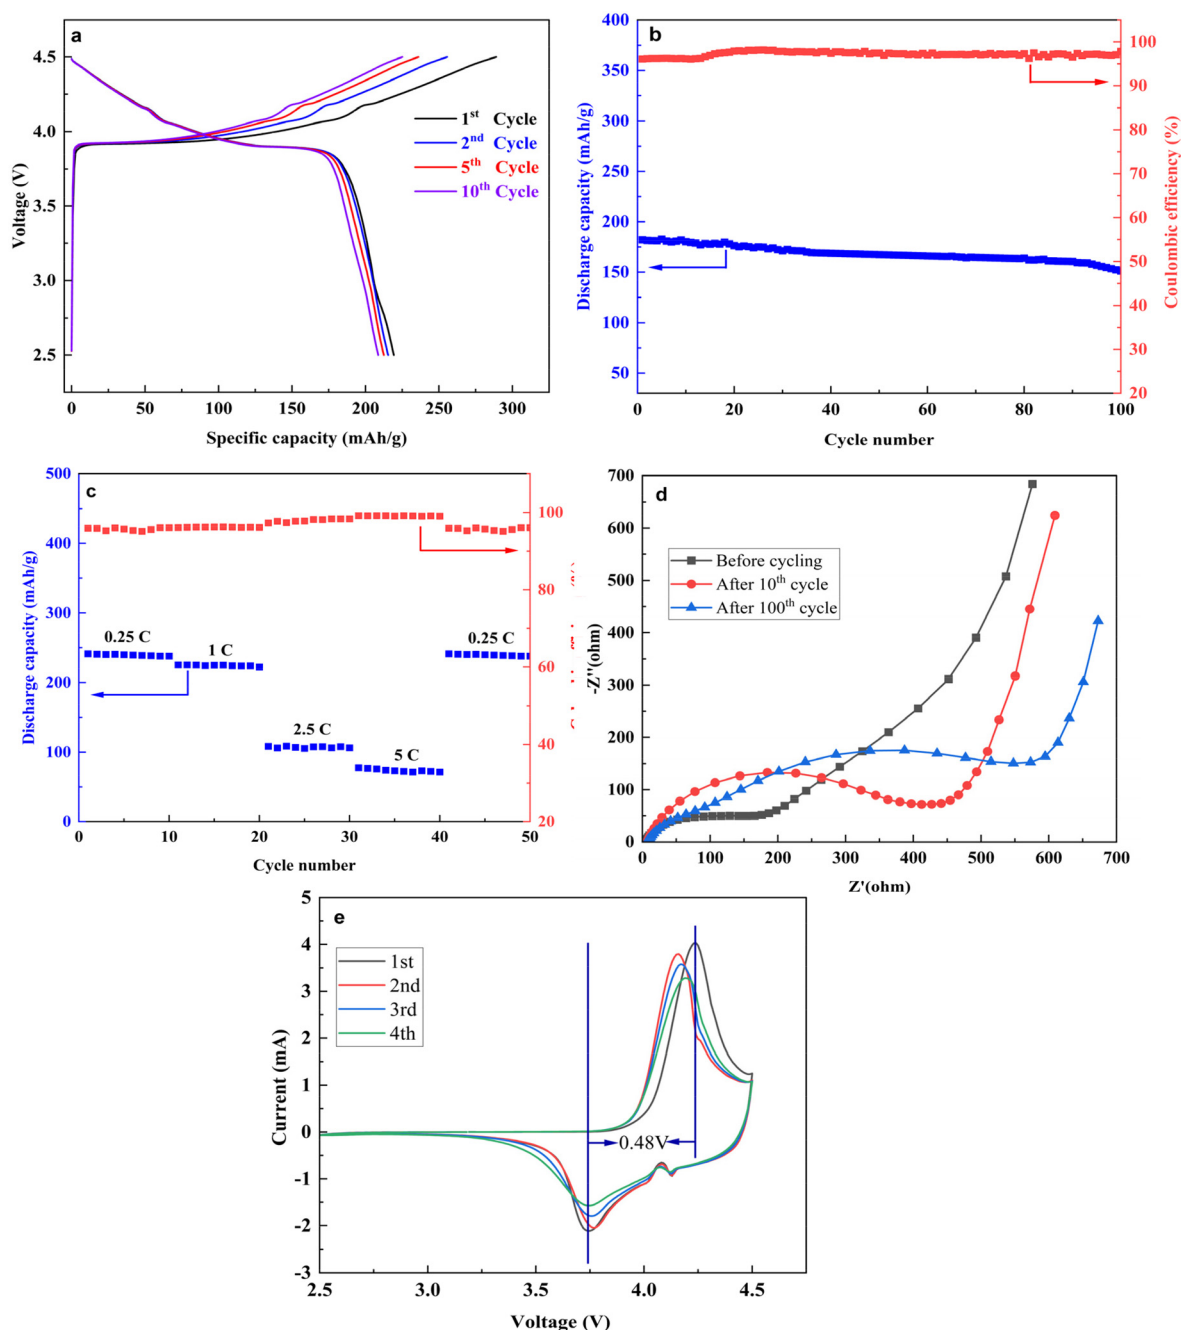 a
4.5
4.0
3.5
3.0
2.5
Voltage (V)
1st Cycle
2nd Cycle
5th Cycle
10th Cycle
0 50 100 150 200 250 300
Specific capacity (mAh/g)
b
400
350
300
250
200
150
100
50
Discharge capacity (mAh/g)
100
90
80
70
60
50
40
30
20
Coulombic efficiency (%)
0 20 40 60 80 100
Cycle number
c
500
400
300
200
100
0
Discharge capacity (mAh/g)
0.25 C
1 C
2.5 C
5 C
0.25 C
100
80
60
40
20
0 10 20 30 40 50
Cycle number
d
700
600
500
400
300
200
100
0
-Z''(ohm)
Before cycling
After 10th cycle
After 100th cycle
0 100 200 300 400 500 600 700
Z'(ohm)
e
5
4
3
2
1
0
-1
-2
-3
Current (mA)
1st
2nd
3rd
4th
0.48V
2.5 3.0 3.5 4.0 4.5
Voltage (V)